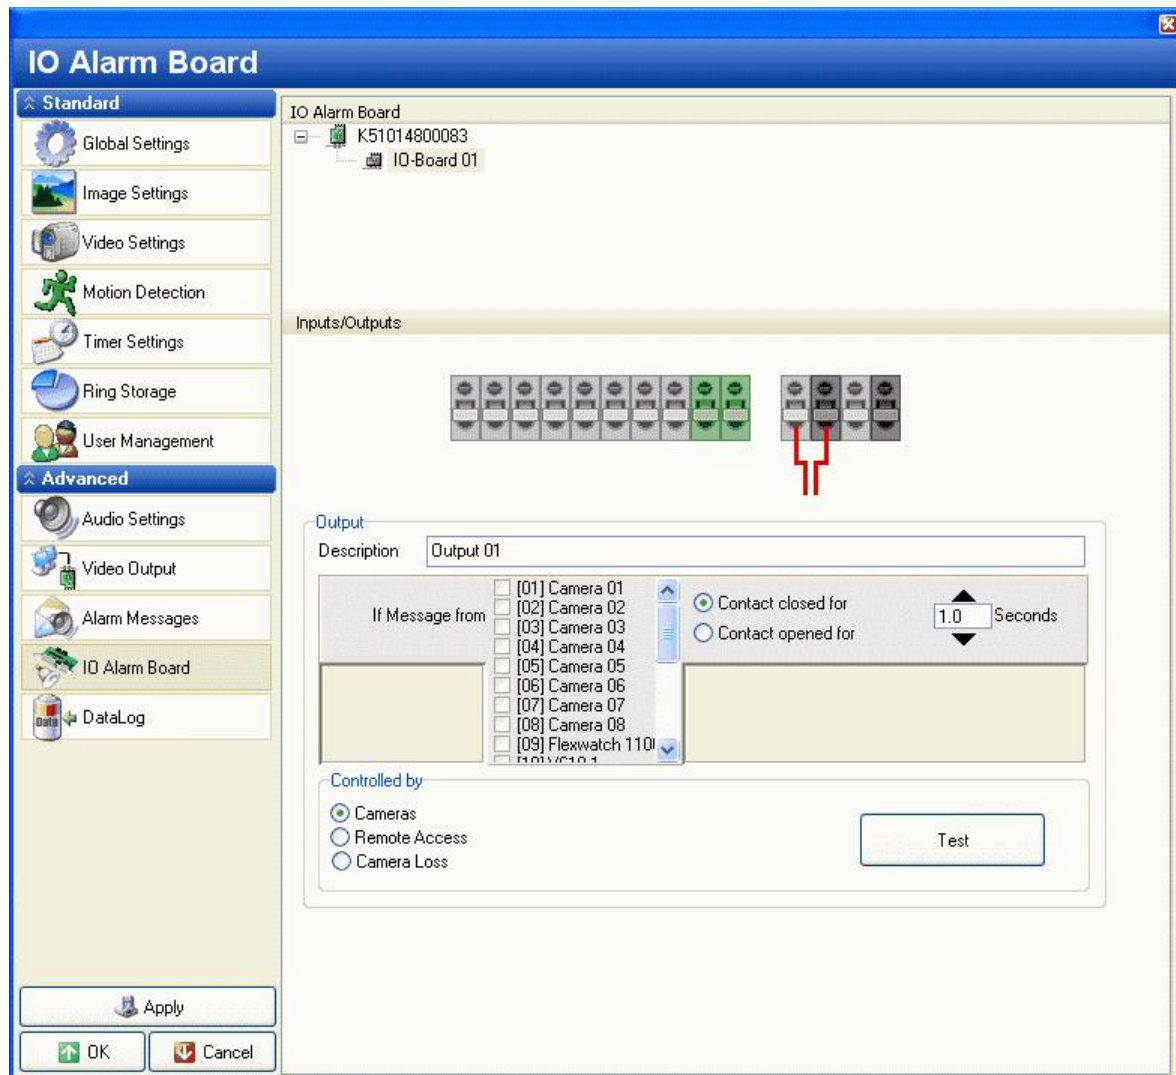 IO Alarm Board
Standard
Global Settings
Image Settings
Video Settings
Motion Detection
Timer Settings
Ring Storage
User Management
Advanced
Audio Settings
Video Output
Alarm Messages
IO Alarm Board
Data
DataLog
Apply
OK
Cancel
IO Alarm Board
K51014800083
IO-Board 01
Inputs/Outputs
Output
Description
Output 01
If Message from
[01] Camera 01
[02] Camera 02
[03] Camera 03
[04] Camera 04
[05] Camera 05
[06] Camera 06
[07] Camera 07
[08] Camera 08
[09] Flexwatch 110
Contact closed for
Contact opened for
1.0 Seconds
Controlled by
Cameras
Remote Access
Camera Loss
Test